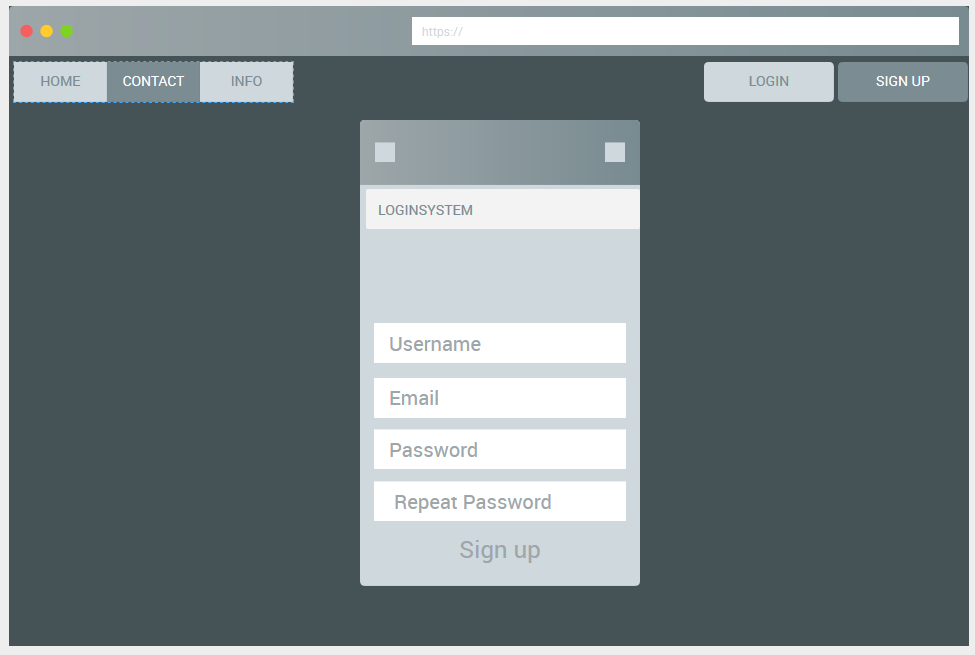 https://
HOME CONTACT INFO LOGIN SIGN UP
LOGINSYSTEM
Username
Email
Password
Repeat Password
Sign up